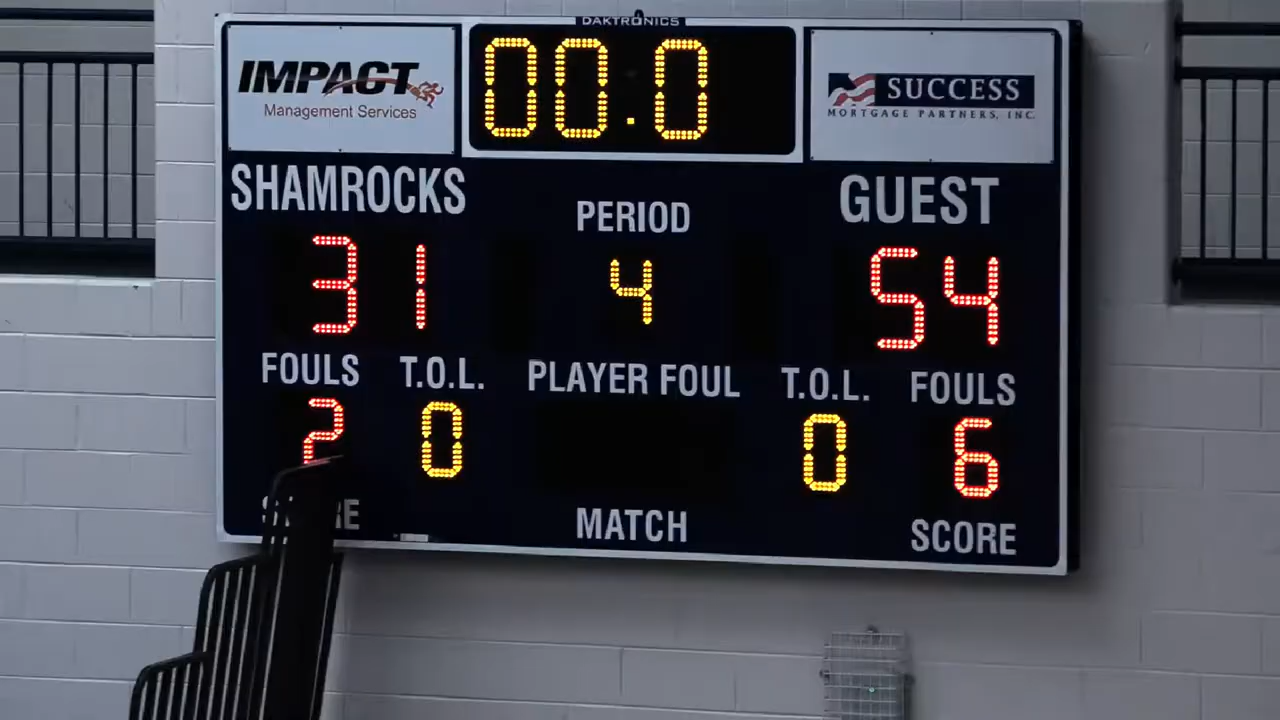 DAKTRONICS
IMPACT
Management Services
00.0
SUCCESS
MORTGAGE PARTNERS, INC.
SHAMROCKS
PERIOD
GUEST
31
4
54
FOULS
T.O.L.
PLAYER FOUL
T.O.L.
FOULS
2
0
0
6
MATCH
SCORE